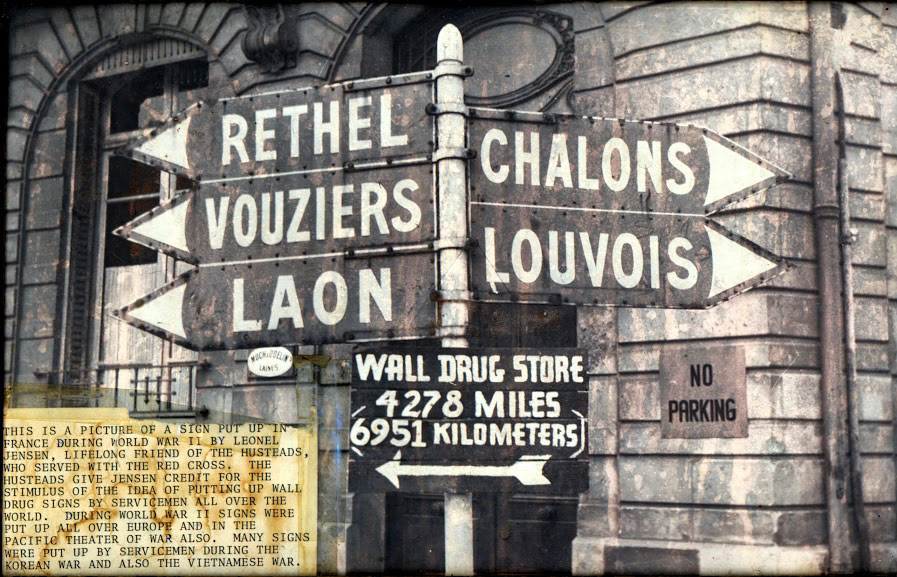 RETHEL
VOUZIERS
LAON
CHALONS
LOUVOIS
LAINES.
WALL DRUG STORE
4278 MILES
(6951 KILOMETERS)
NO
PARKING
THIS IS A PICTURE OF A SIGN PUT UP IN
FRANCE DURING WORLD WAR II BY LEONEL
JENSEN, LIFELONG FRIEND OF THE HUSTEADS,
WHO SERVED WITH THE RED CROSS. THE
HUSTEADS GIVE JENSEN CREDIT FOR THE
STIMULUS OF THE IDEA OF PUTTING UP WALL
DRUG SIGNS BY SERVICEMEN ALL OVER THE
WORLD. DURING WORLD WAR II SIGNS WERE
PUT UP ALL OVER EUROPE AND IN THE
PACIFIC THEATER OF WAR ALSO. MANY SIGNS
WERE PUT UP BY SERVICEMEN DURING THE
KOREAN WAR AND ALSO THE VIETNAMESE WAR.